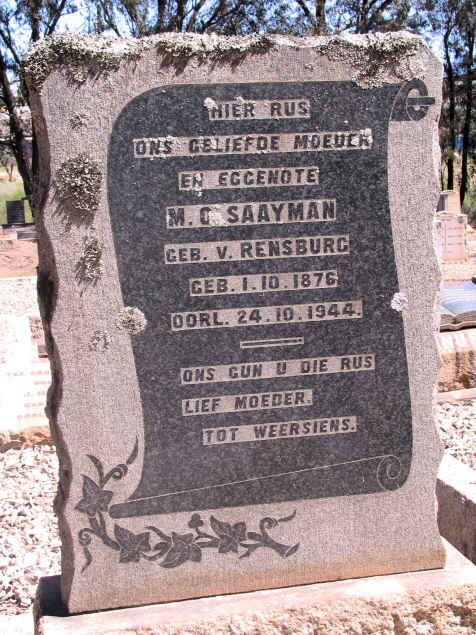 HIER RUS
ONS GELIEFDE MOEDER
EN EGGENOTE
M. C. SAAYMAN
GEB. V. RENSBURG
GEB. 1.10.1876
OORL. 24.10.1944.
ONS GUN U DIE RUS
LIEF MOEDER.
TOT WEERSIENS.